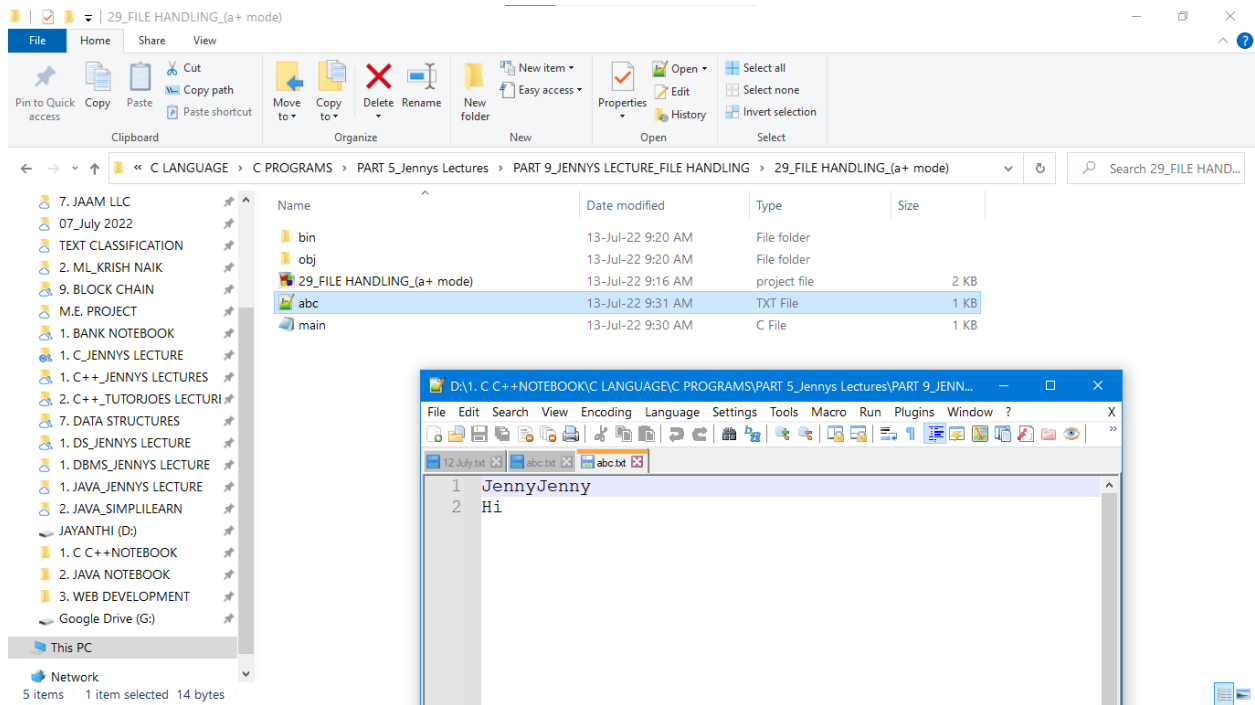 29_FILE HANDLING_(a+ mode)
File Home Share View
Pin to Quick access
Copy
Paste
Cut
Copy path
Paste shortcut
Move to
Copy to
Delete
Rename
New folder
New item
Easy access
Properties
Open
Edit
History
Select all
Select none
Invert selection
Clipboard Organize New Open Select
« C LANGUAGE › C PROGRAMS › PART 5_Jennys Lectures › PART 9_JENNYS LECTURE_FILE HANDLING › 29_FILE HANDLING_(a+ mode)
Search 29_FILE HAND...
7. JAAM LLC
07_July 2022
TEXT CLASSIFICATION
2. ML_KRISH NAIK
9. BLOCK CHAIN
M.E. PROJECT
1. BANK NOTEBOOK
1. C_JENNYS LECTURE
1. C++_JENNYS LECTURES
2. C++_TUTORJOES LECTURI
7. DATA STRUCTURES
1. DS_JENNYS LECTURE
1. DBMS_JENNYS LECTURE
1. JAVA_JENNYS LECTURE
2. JAVA_SIMPLILEARN
JAYANTHI (D:)
1. C C++NOTEBOOK
2. JAVA NOTEBOOK
3. WEB DEVELOPMENT
Google Drive (G:)
This PC
Network
Name Date modified Type Size
bin 13-Jul-22 9:20 AM File folder
obj 13-Jul-22 9:20 AM File folder
29_FILE HANDLING_(a+ mode) 13-Jul-22 9:16 AM project file 2 KB
abc 13-Jul-22 9:31 AM TXT File 1 KB
main 13-Jul-22 9:30 AM C File 1 KB
D:\1. C C++NOTEBOOK\C LANGUAGE\C PROGRAMS\PART 5_Jennys Lectures\PART 9_JENN...
File Edit Search View Encoding Language Settings Tools Macro Run Plugins Window ? X
12 July.txt abc.txt abc.txt
1 JennyJenny
2 Hi
5 items 1 item selected 14 bytes